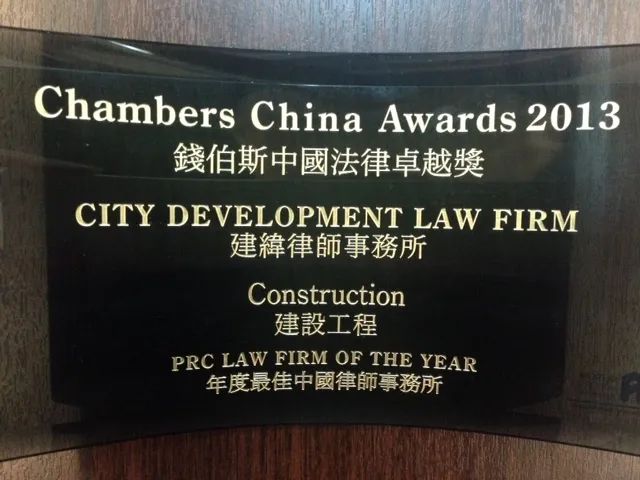 Chambers China Awards 2013
錢伯斯中國法律卓越獎
CITY DEVELOPMENT LAW FIRM
建緯律師事務所
Construction
建設工程
PRC LAW FIRM OF THE YEAR
年度最佳中國律師事務所